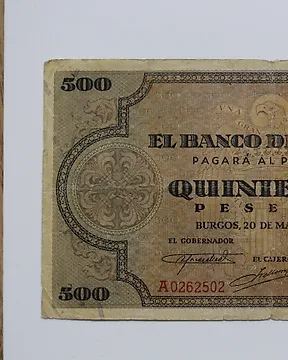 500
EL BANCO DE
PAGARÁ AL P
QUINIE
PESE
BURGOS, 20 DE MA
EL GOBERNADOR
EL CAJER
A0262502
500